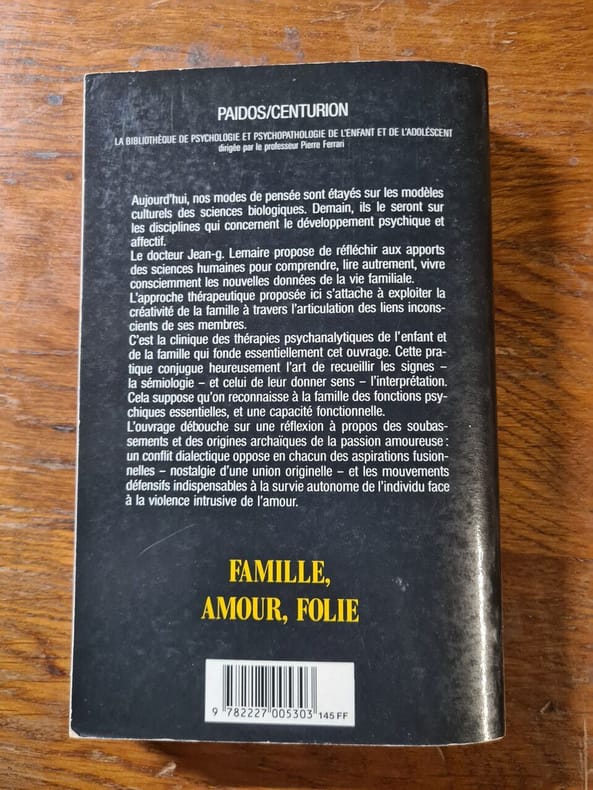 PAIDOS/CENTURION
LA BIBLIOTHÈQUE DE PSYCHOLOGIE ET PSYCHOPATHOLOGIE DE L'ENFANT ET DE L'ADOLÉSCENT
dirigée par le professeur Pierre Ferrari
Aujourd'hui, nos modes de pensée sont étayés sur les modèles
culturels des sciences biologiques. Demain, ils le seront sur
les disciplines qui concernent le développement psychique et
affectif.
Le docteur Jean-g. Lemaire propose de réfléchir aux apports
des sciences humaines pour comprendre, lire autrement, vivre
consciemment les nouvelles données de la vie familiale.
L'approche thérapeutique proposée ici s'attache à exploiter la
créativité de la famille à travers l'articulation des liens incons-
cients de ses membres.
C'est la clinique des thérapies psychanalytiques de l'enfant et
de la famille qui fonde essentiellement cet ouvrage. Cette pra-
tique conjugue heureusement l'art de recueillir les signes –
la sémiologie – et celui de leur donner sens – l'interprétation.
Cela suppose qu'on reconnaisse à la famille des fonctions psy-
chiques essentielles, et une capacité fonctionnelle.
L'ouvrage débouche sur une réflexion à propos des soubas-
sements et des origines archaïques de la passion amoureuse :
un conflit dialectique oppose en chacun des aspirations fusion-
nelles – nostalgie d'une union originelle – et les mouvements
défensifs indispensables à la survie autonome de l'individu face
à la violence intrusive de l'amour.
FAMILLE,
AMOUR, FOLIE
9 782227 005303 145 FF